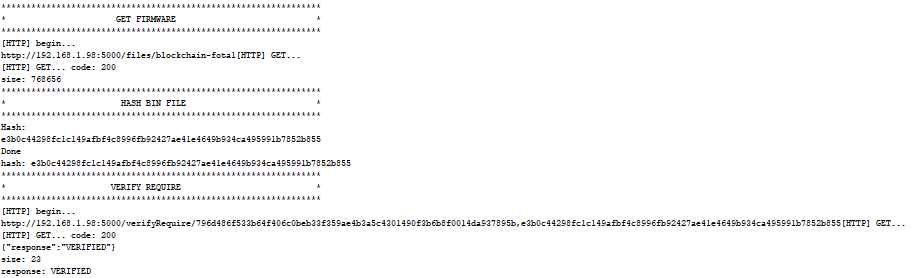 ****************************************************************
*                      GET FIRMWARE                            *
****************************************************************
[HTTP] begin...
http://192.168.1.98:5000/files/blockchain-fota1[HTTP] GET...
[HTTP] GET... code: 200
size: 768656
****************************************************************
*                       HASH BIN FILE                          *
****************************************************************
Hash:
e3b0c44298fc1c149afbf4c8996fb92427ae41e4649b934ca495991b7852b855
Done
hash: e3b0c44298fc1c149afbf4c8996fb92427ae41e4649b934ca495991b7852b855
****************************************************************
*                     VERIFY REQUIRE                           *
****************************************************************
[HTTP] begin...
http://192.168.1.98:5000/verifyRequire/796d486f533b64f406c0beb33f359ae4b3a5c4301490f3b6b8f0014da937895b,e3b0c44298fc1c149afbf4c8996fb92427ae41e4649b934ca495991b7852b855[HTTP] GET...
[HTTP] GET... code: 200
{"response":"VERIFIED"}
size: 23
response: VERIFIED